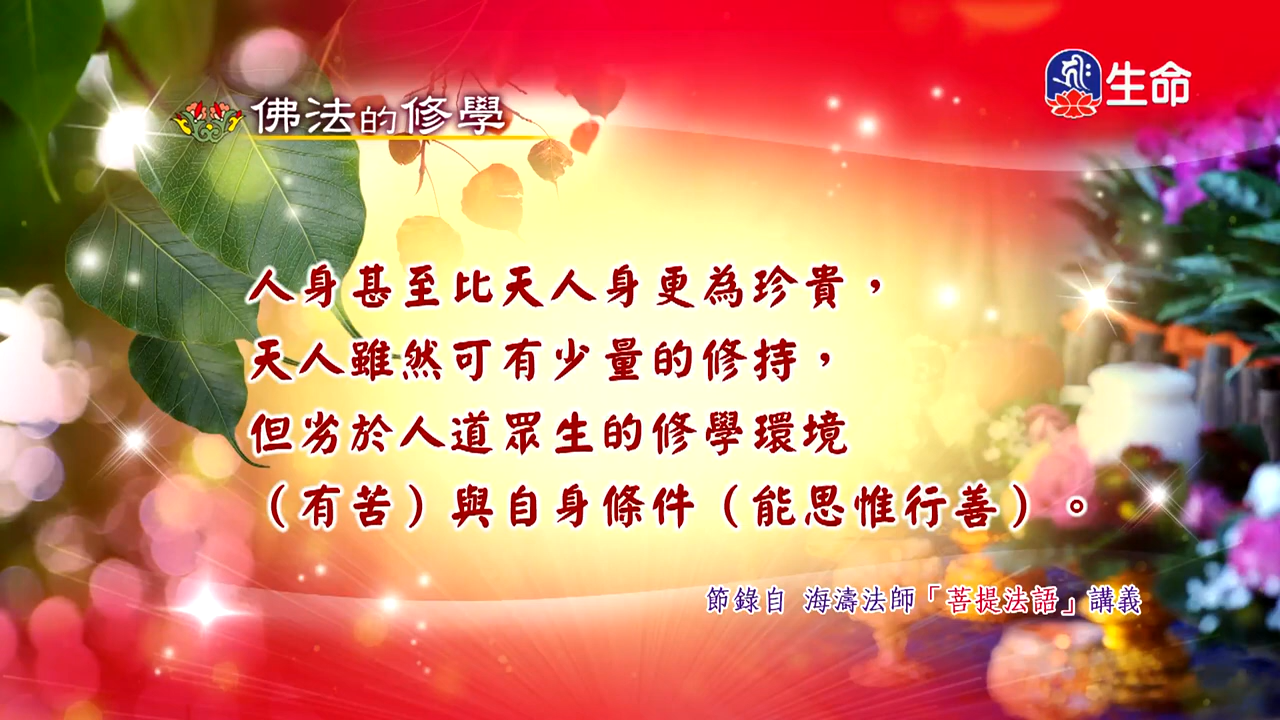 生命
佛法的修學
人身甚至比天人身更為珍貴，
天人雖然可有少量的修持，
但劣於人道眾生的修學環境
（有苦）與自身條件（能思惟行善）。
節錄自 海濤法師「菩提法語」講義